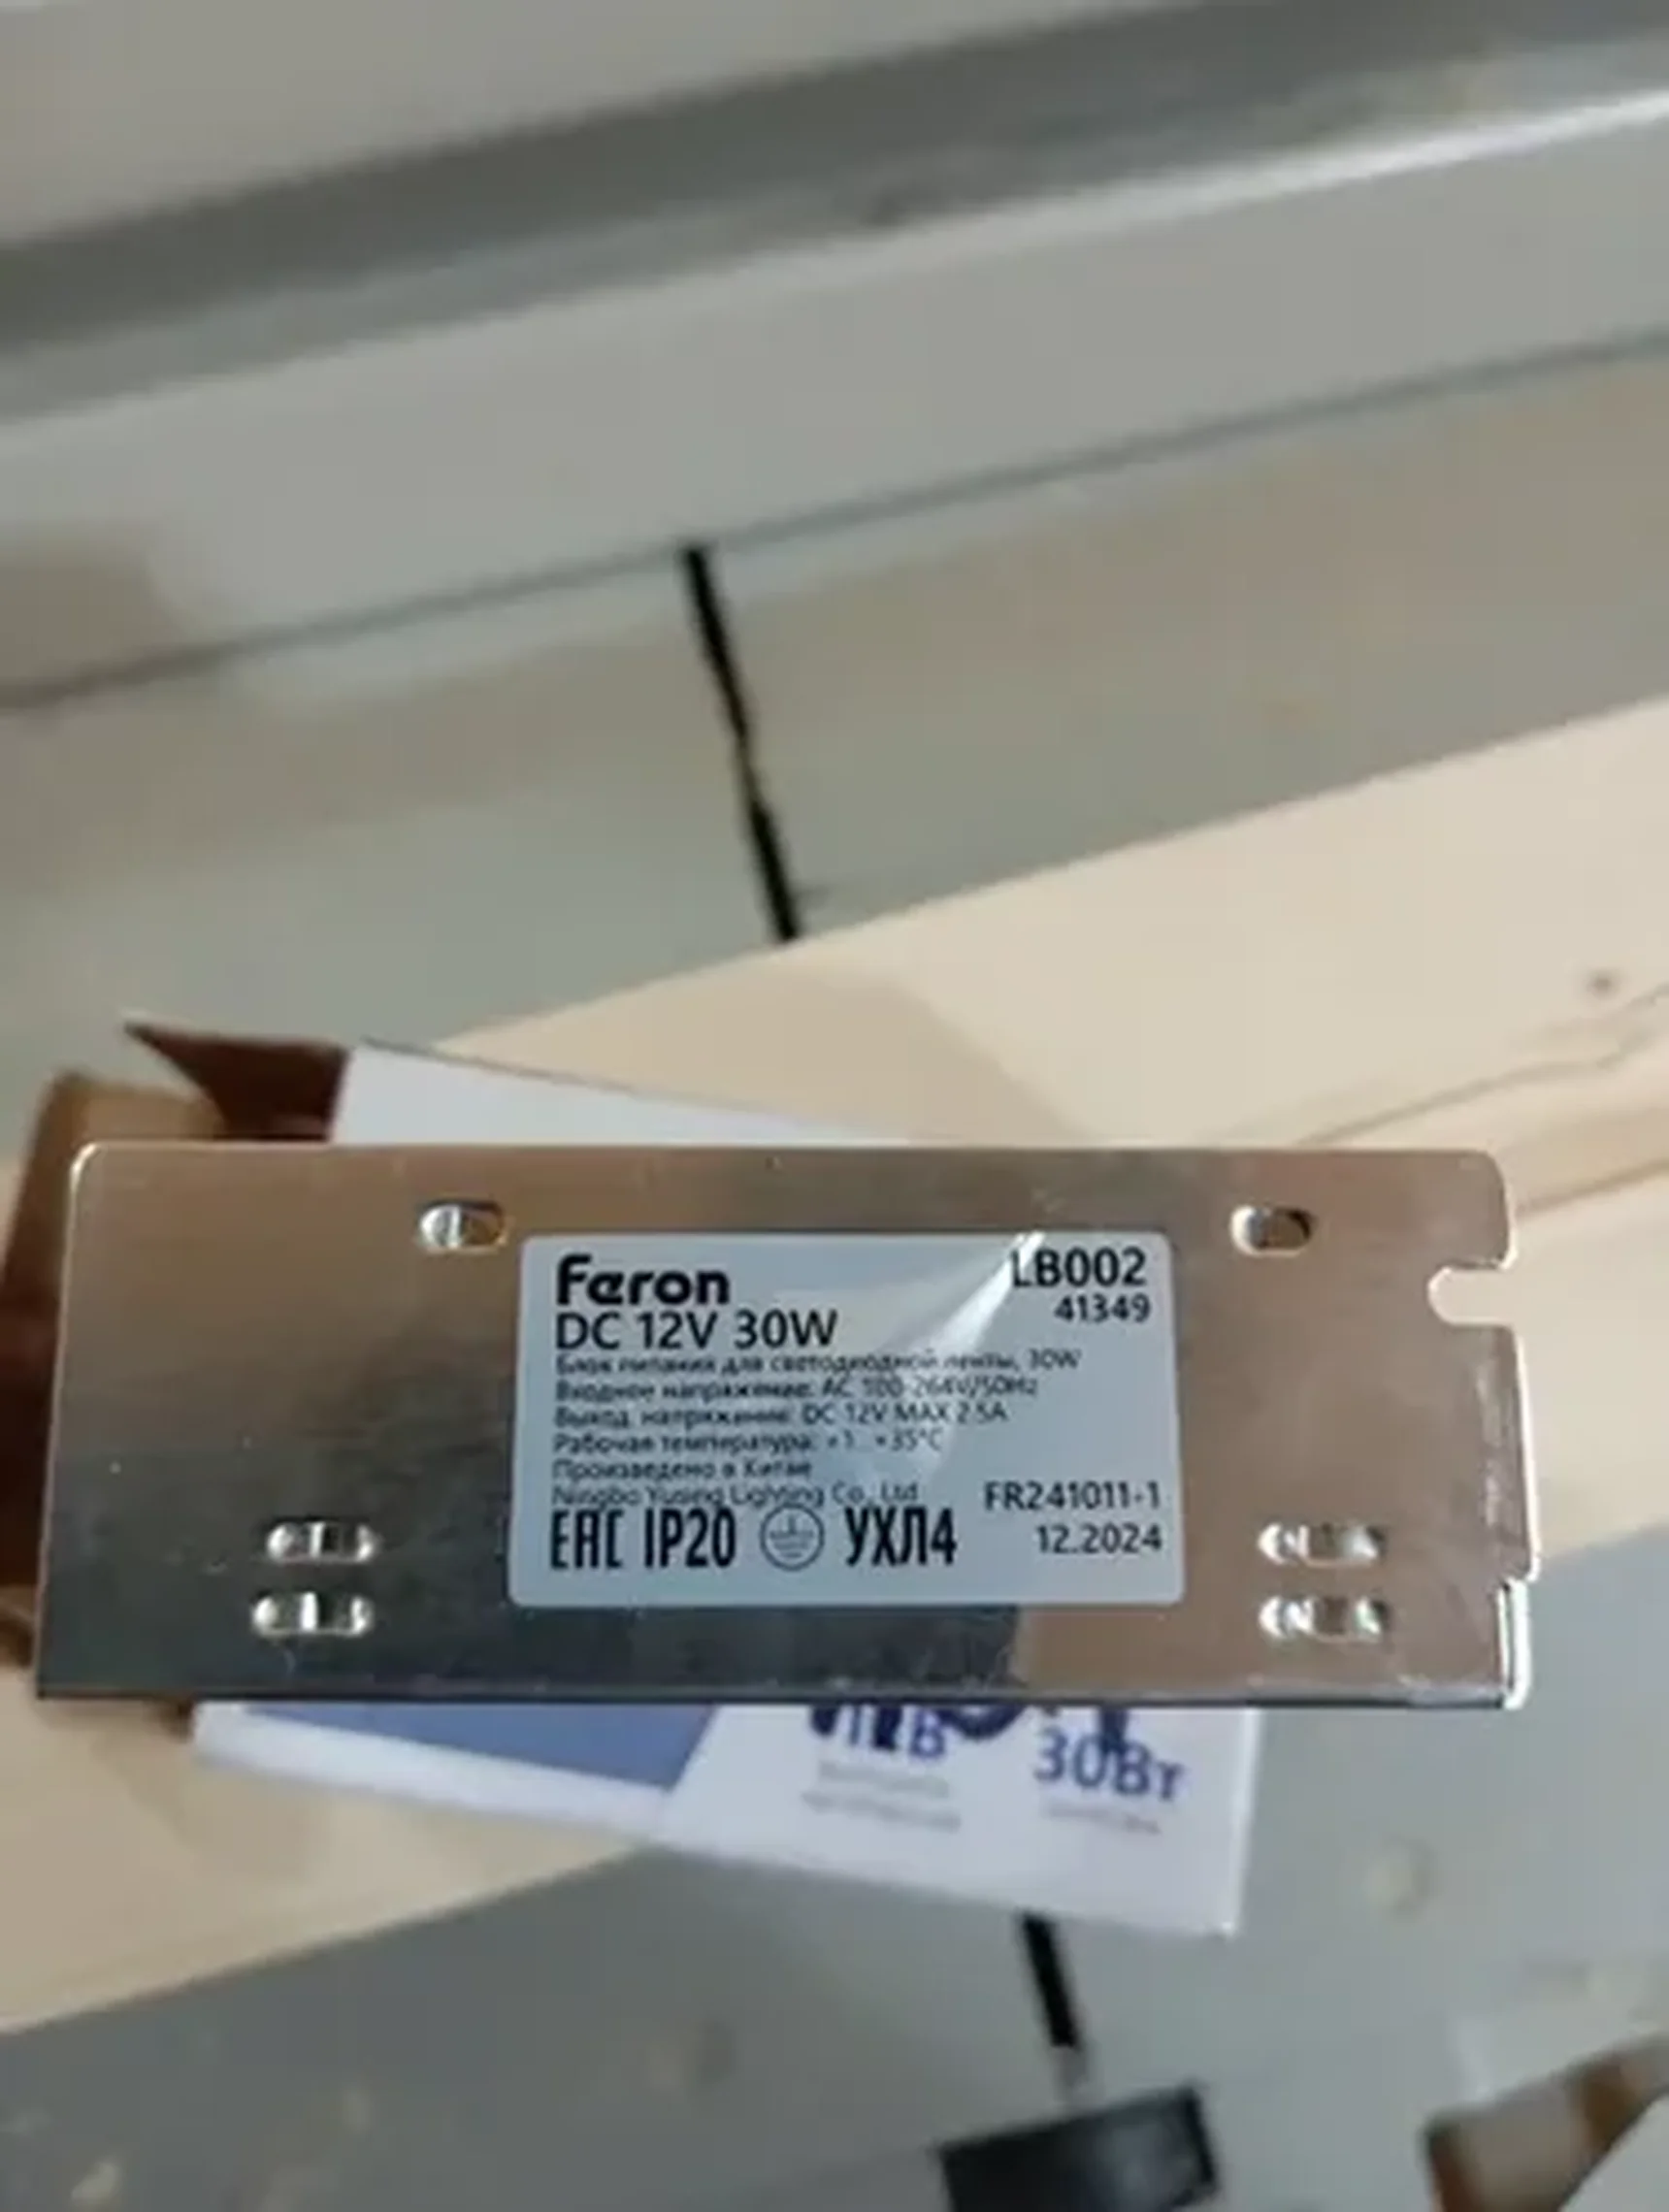 Feron
LB002
DC 12V 30W
41349
Блок питания для светодиодной ленты, 30W
Входное напряжение: AC 100-264V/50Hz
Выход. напряжение: DC 12V MAX 2.5A
Рабочая температура: +1...+35°C
Произведено в Китае
Ningbo Yusing Lighting Co., Ltd
FR241011-1
EAC IP20 УХЛ4
12.2024
12В
30Вт